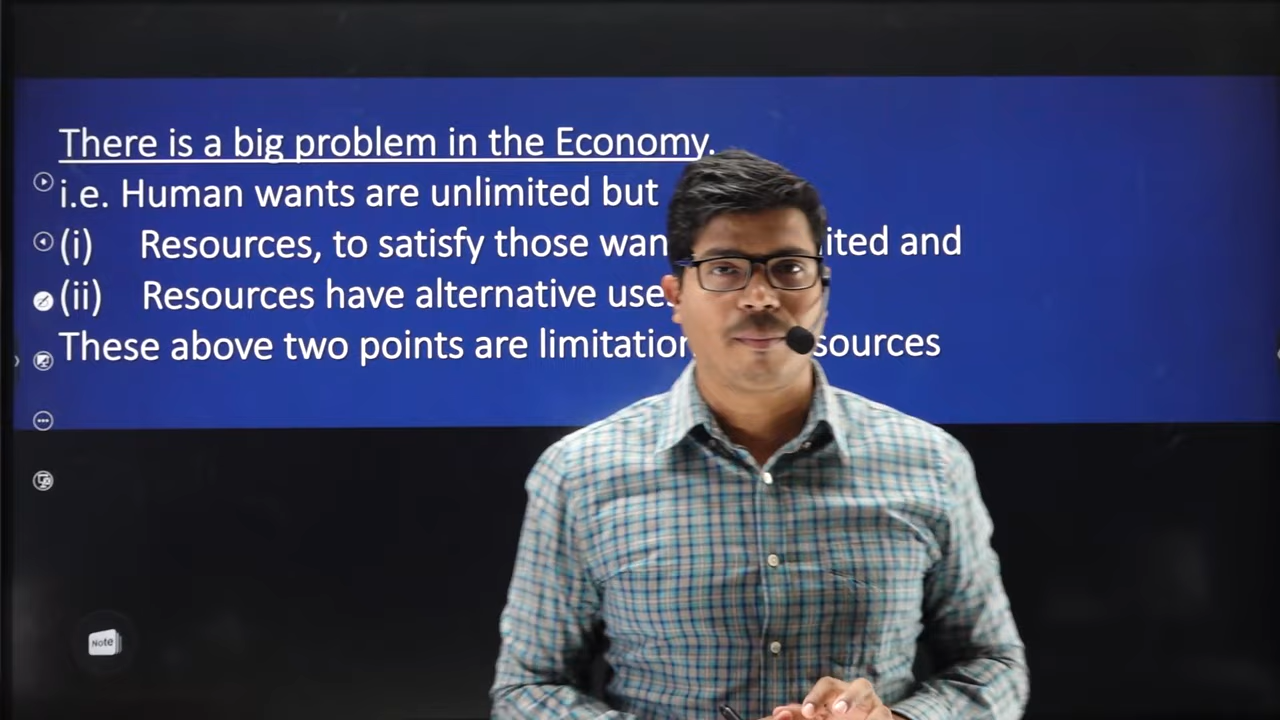 There is a big problem in the Economy.
i.e. Human wants are unlimited but
(i) Resources, to satisfy those wan ited and
(ii) Resources have alternative uses
These above two points are limitation sources
Note